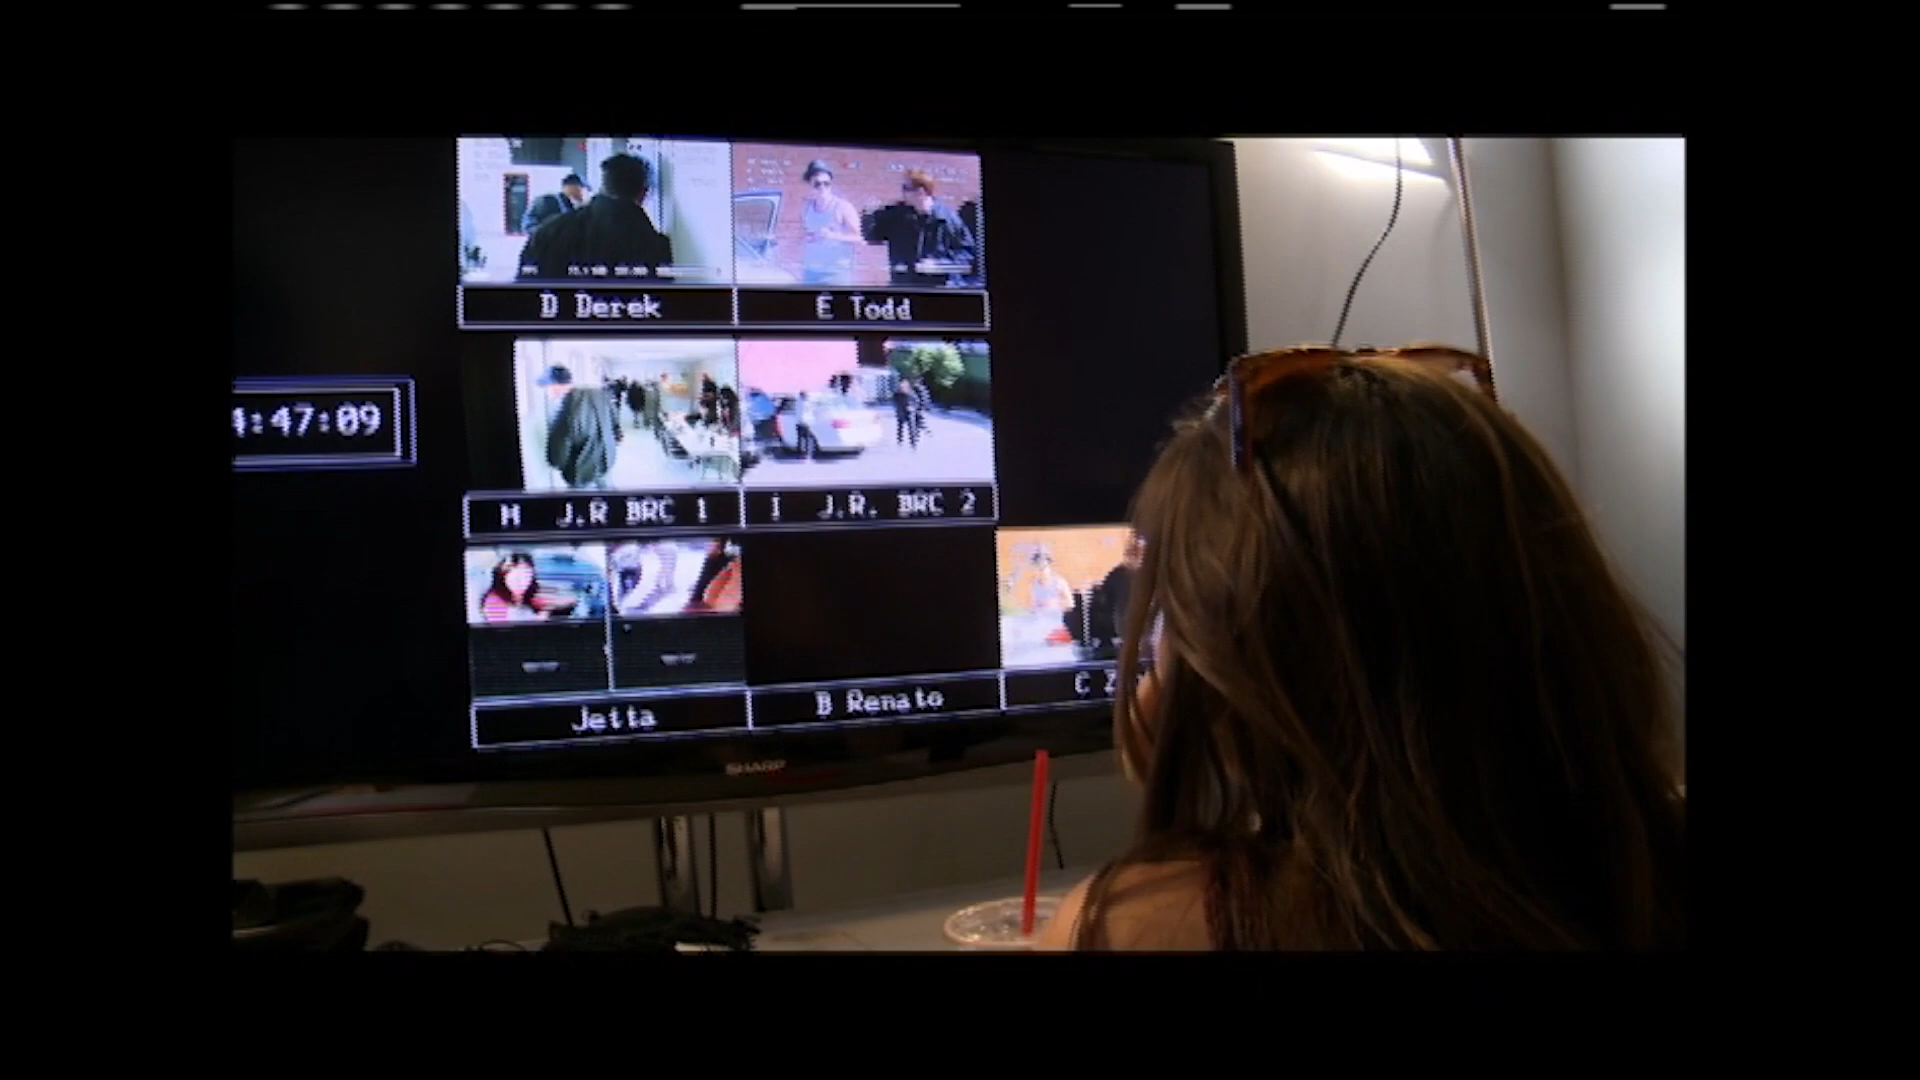 D Derek
E Todd
4:47:09
M J.R BRC 1
I J.R. BRC 2
Jetta
B Renato
C Z
SHARP